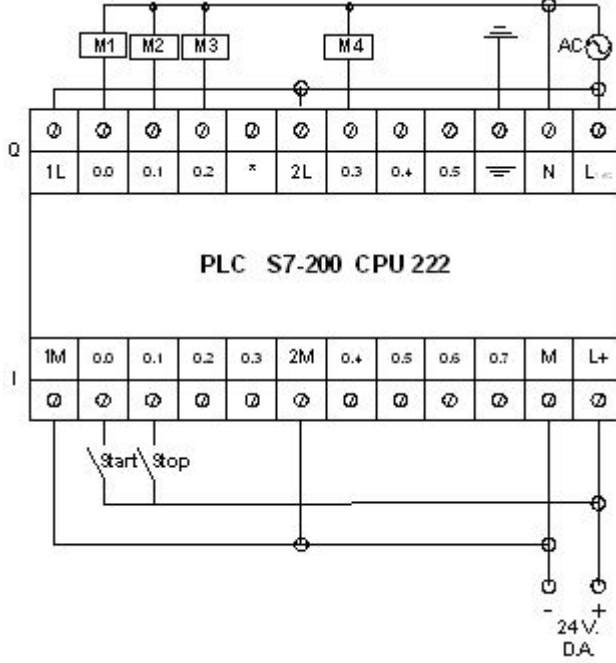 M1 M2 M3 M4 AC
Q
1L 0.0 0.1 0.2 * 2L 0.3 0.4 0.5 N L
PLC S7-200 CPU 222
1M 0.0 0.1 0.2 0.3 2M 0.4 0.5 0.6 0.7 M L+
I
Start Stop
- +
24 V.
D.A.